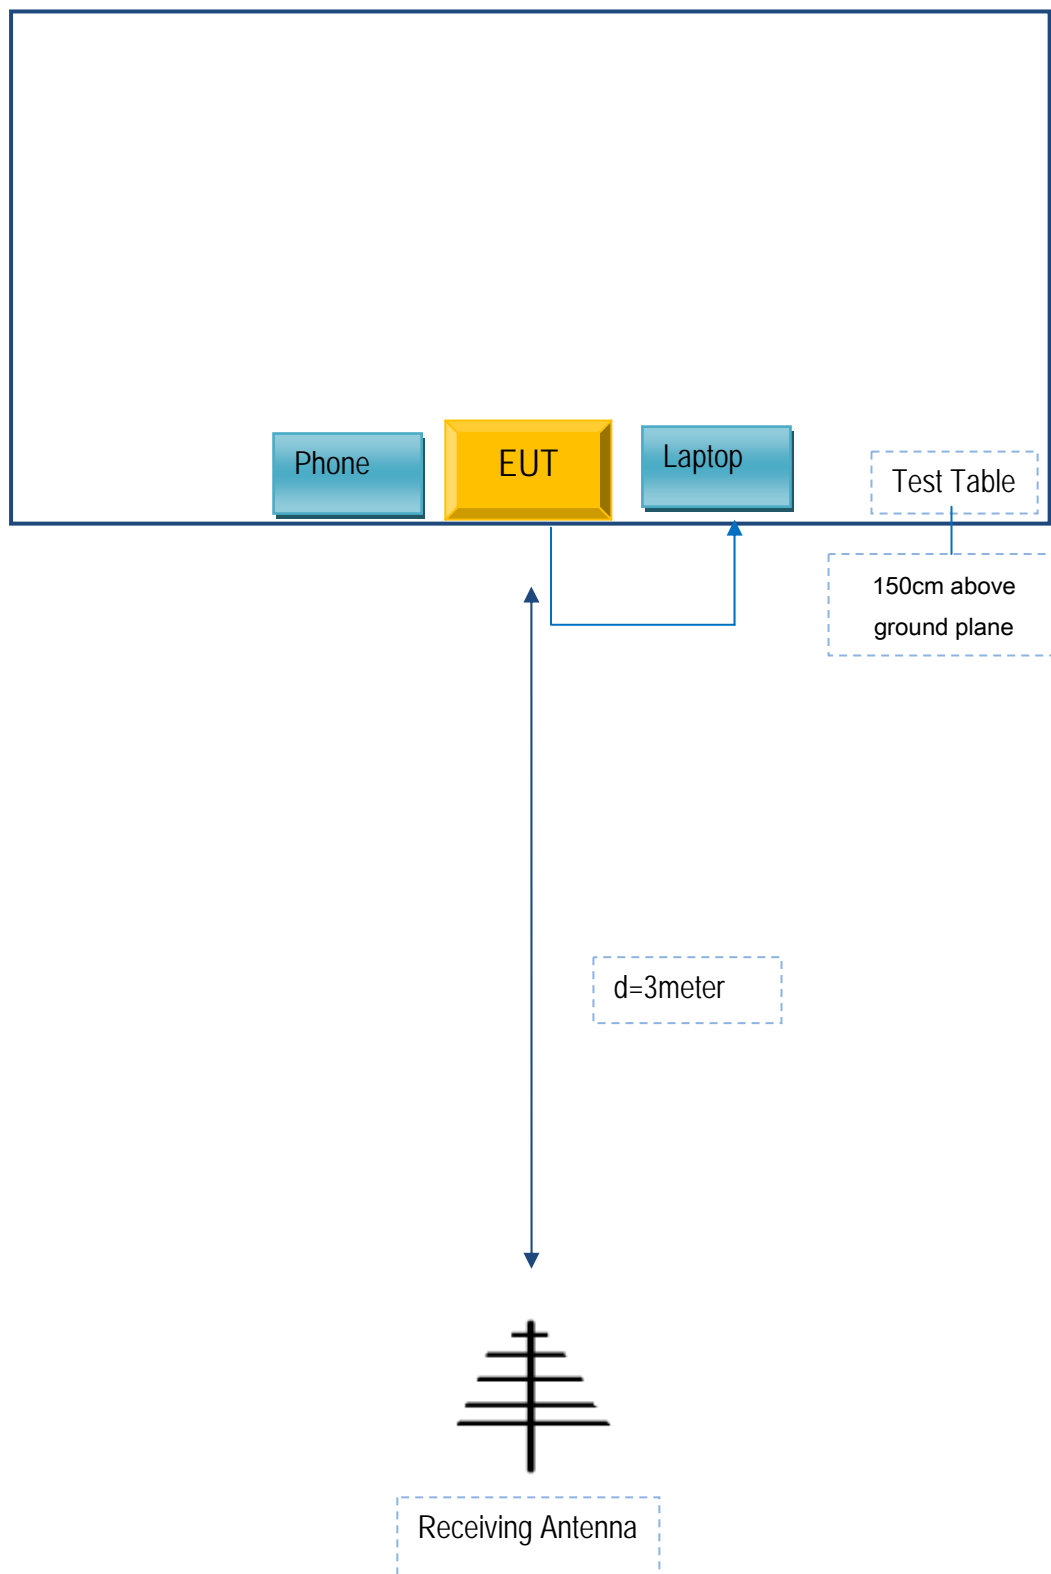 Phone
EUT
Laptop
Test Table
150cm above
ground plane
d=3meter
Receiving Antenna